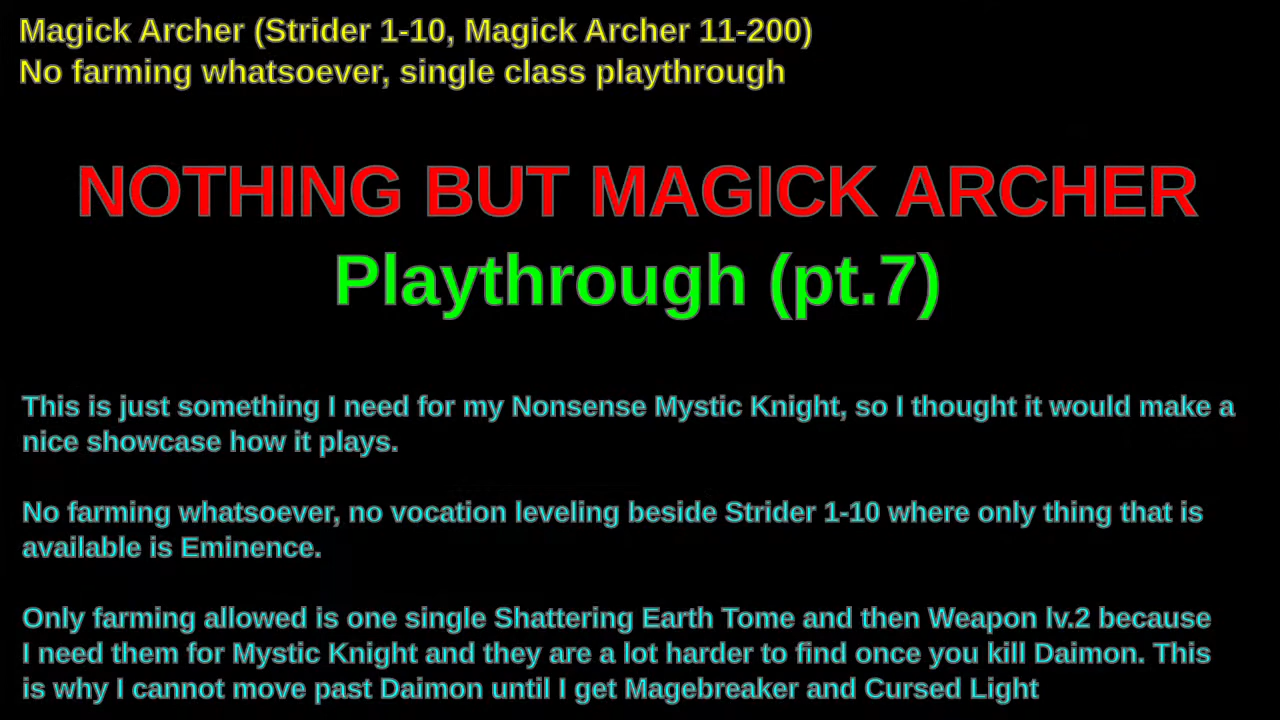 Magick Archer (Strider 1-10, Magick Archer 11-200)
No farming whatsoever, single class playthrough
NOTHING BUT MAGICK ARCHER
Playthrough (pt.7)
This is just something I need for my Nonsense Mystic Knight, so I thought it would make a
nice showcase how it plays.
No farming whatsoever, no vocation leveling beside Strider 1-10 where only thing that is
available is Eminence.
Only farming allowed is one single Shattering Earth Tome and then Weapon lv.2 because
I need them for Mystic Knight and they are a lot harder to find once you kill Daimon. This
is why I cannot move past Daimon until I get Magebreaker and Cursed Light